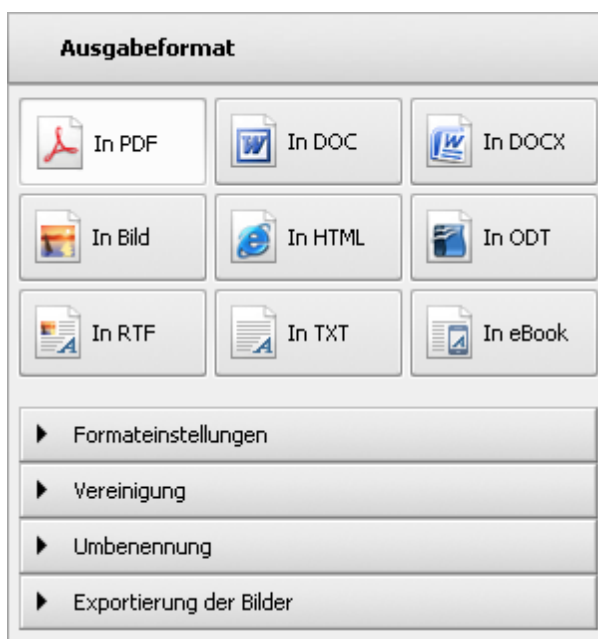 Ausgabeformat
In PDF
In DOC
In DOCX
In Bild
In HTML
In ODT
In RTF
In TXT
In eBook
Formateinstellungen
Vereinigung
Umbenennung
Exportierung der Bilder